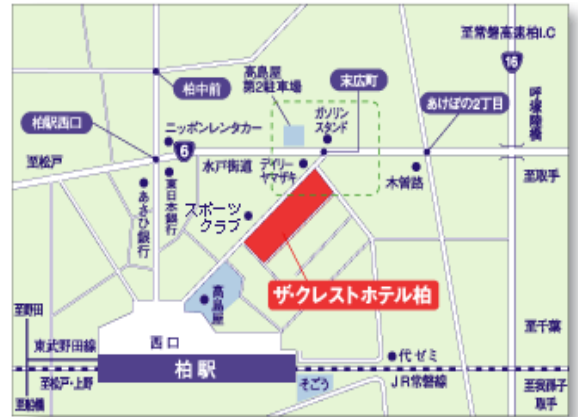 至常磐高速柏I.C
16
呼塚陸橋
高島屋
第2駐車場
末広町
柏中前
ガソリン
スタンド
あけぼの2丁目
柏駅西口
ニッポンレンタカー
6
至松戸
水戸街道
デイリー
ヤマザキ
木曽路
至取手
あさひ銀行
東日本銀行
スポーツ
クラブ
高島屋
ザ・クレストホテル柏
至野田
至千葉
東武野田線
西口
柏駅
代ゼミ
そごう
JR常磐線
至松戸・上野
至船橋
至我孫子
取手